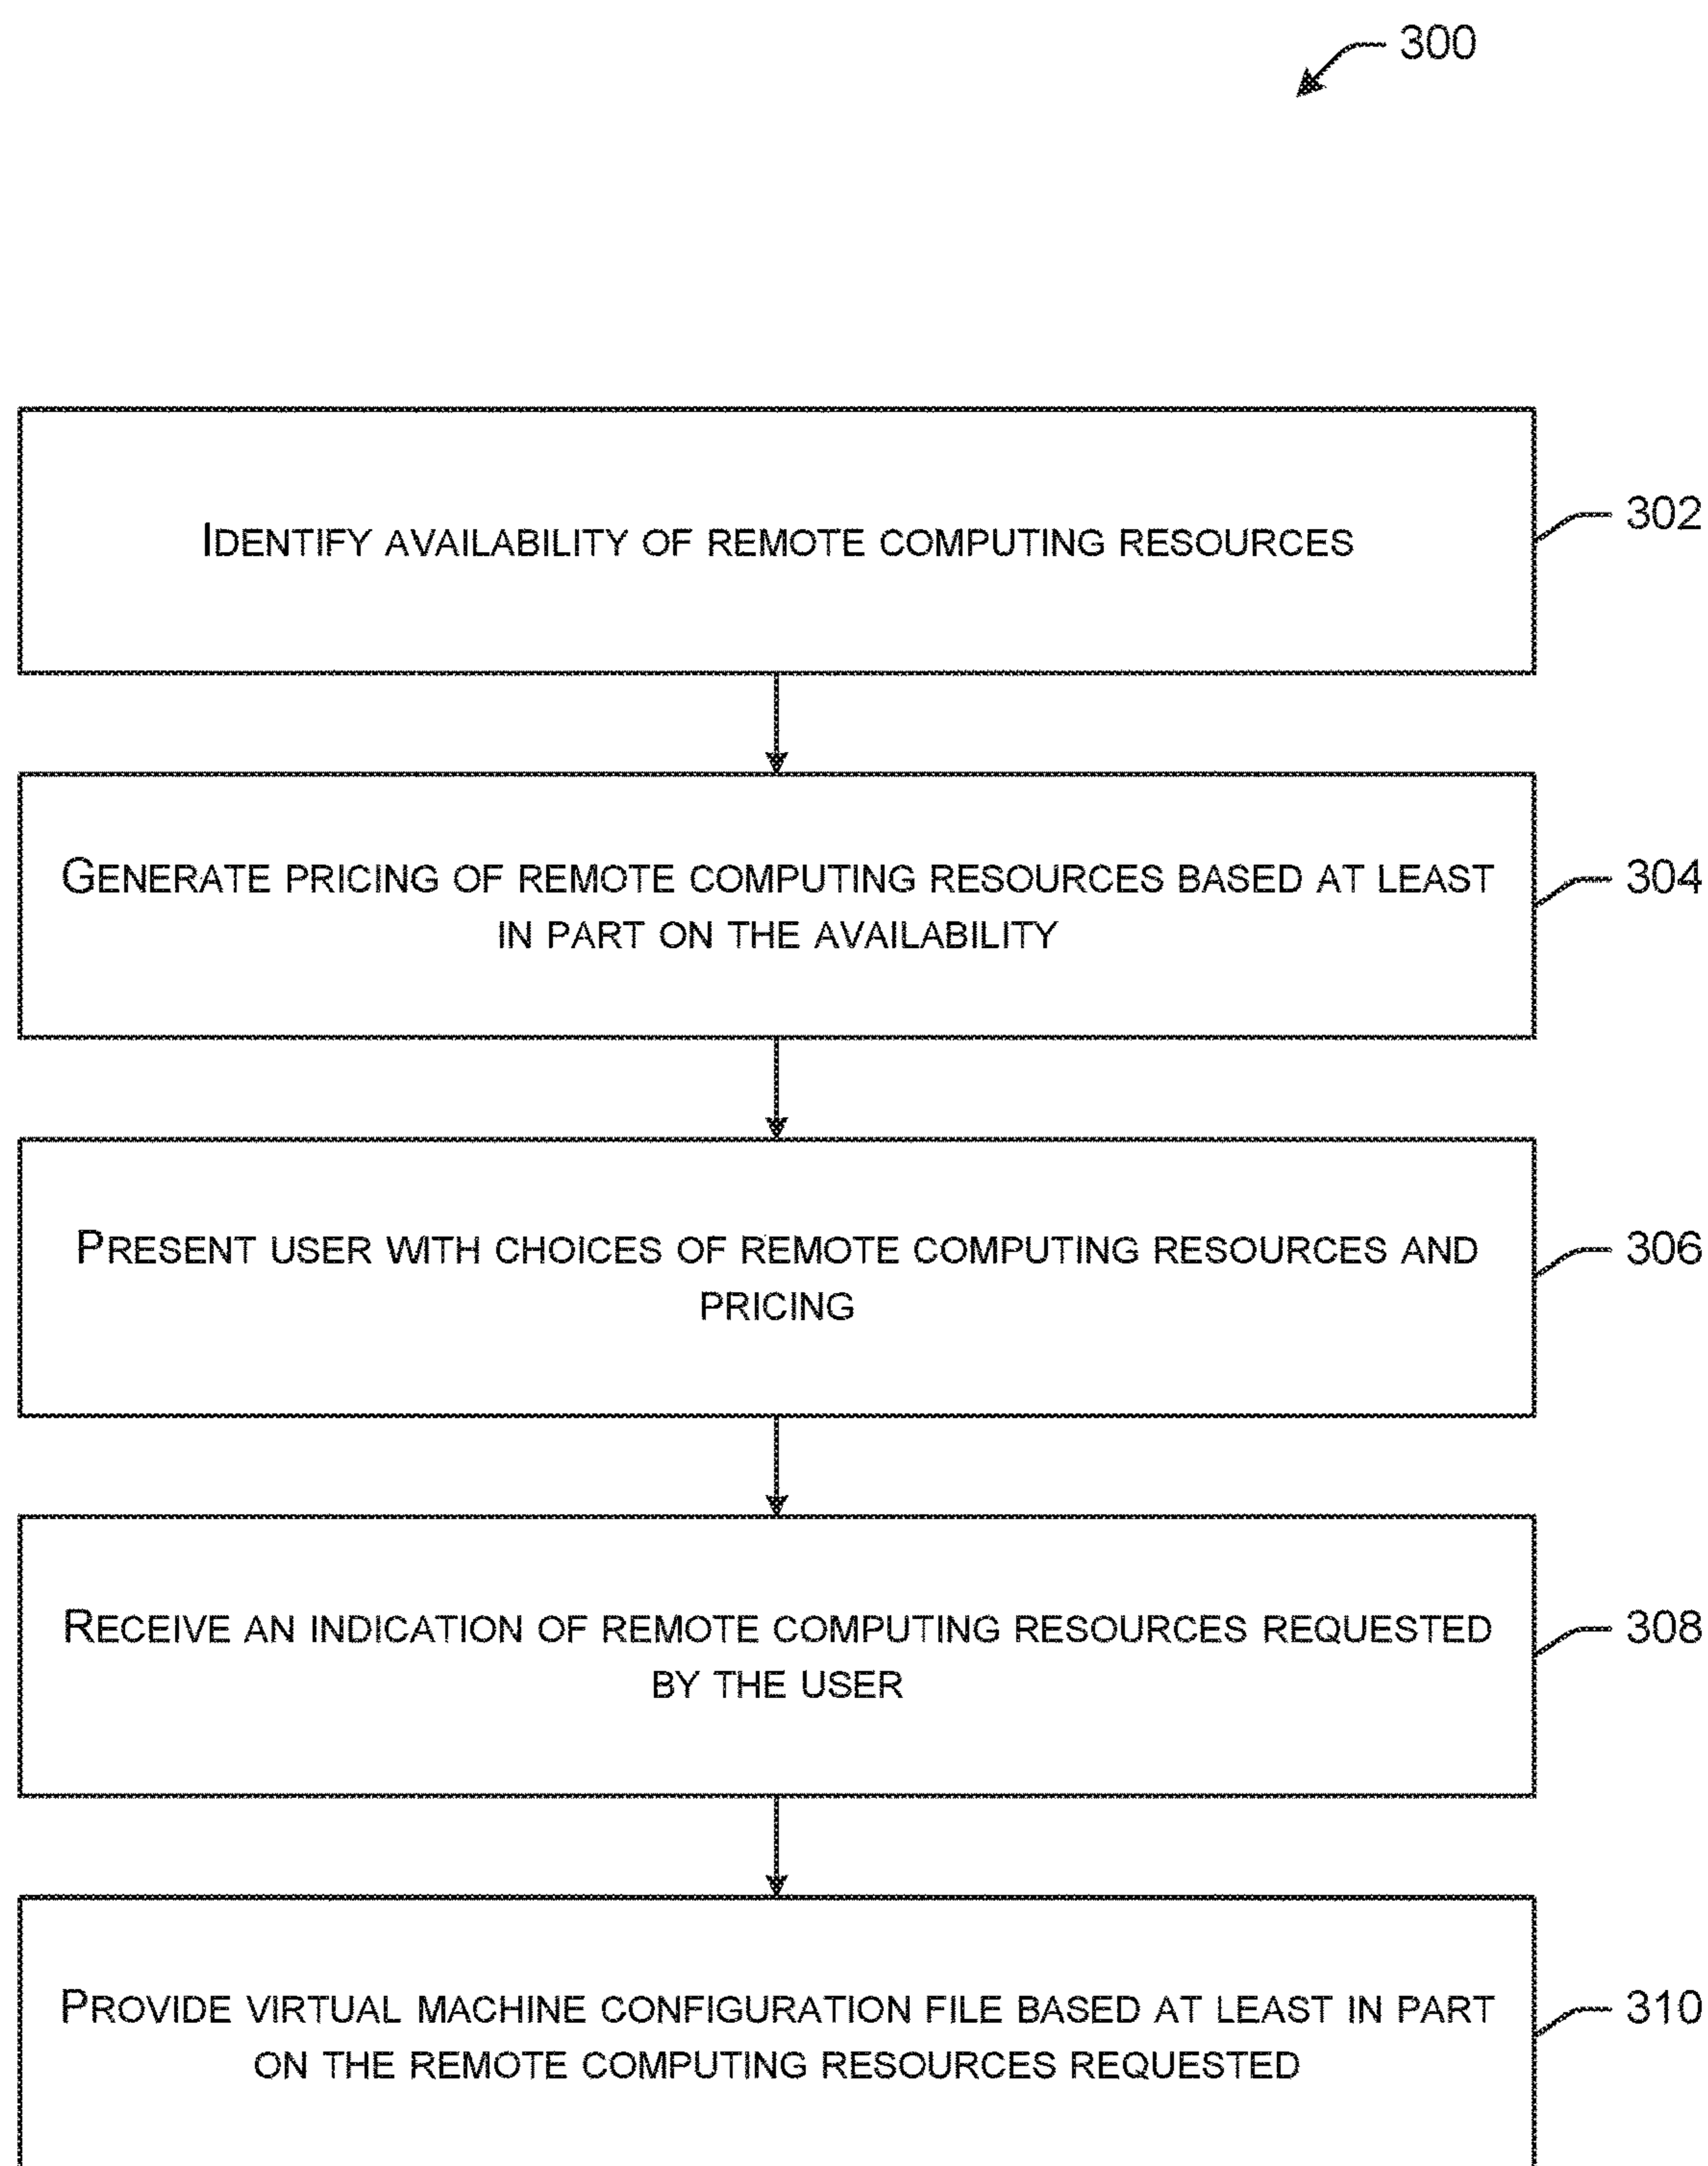 300
IDENTIFY AVAILABILITY OF REMOTE COMPUTING RESOURCES
302
GENERATE PRICING OF REMOTE COMPUTING RESOURCES BASED AT LEAST
IN PART ON THE AVAILABILITY
304
PRESENT USER WITH CHOICES OF REMOTE COMPUTING RESOURCES AND
PRICING
306
RECEIVE AN INDICATION OF REMOTE COMPUTING RESOURCES REQUESTED
BY THE USER
308
PROVIDE VIRTUAL MACHINE CONFIGURATION FILE BASED AT LEAST IN PART
ON THE REMOTE COMPUTING RESOURCES REQUESTED
310